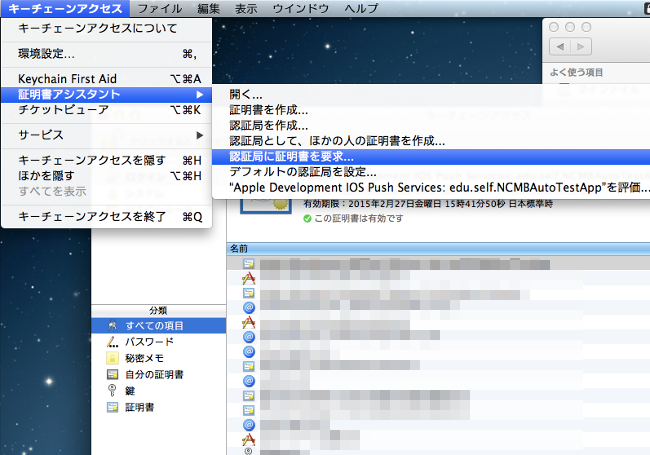 キーチェーンアクセス ファイル 編集 表示 ウインドウ ヘルプ
キーチェーンアクセスについて
環境設定... ⌘,
Keychain First Aid ⌥⌘A
証明書アシスタント ▶
チケットビューア ⌥⌘K
サービス ▶
キーチェーンアクセスを隠す ⌘H
ほかを隠す ⌥⌘H
すべてを表示
キーチェーンアクセスを終了 ⌘Q
開く...
証明書を作成...
認証局を作成...
認証局として、ほかの人の証明書を作成...
認証局に証明書を要求...
デフォルトの認証局を設定...
“Apple Development IOS Push Services: edu.self.NCMBAutoTestApp”を評価...
よく使う項目
有効期限：2015年2月27日金曜日 15時41分50秒 日本標準時
この証明書は有効です
名前
分類
すべての項目
パスワード
秘密メモ
自分の証明書
鍵
証明書